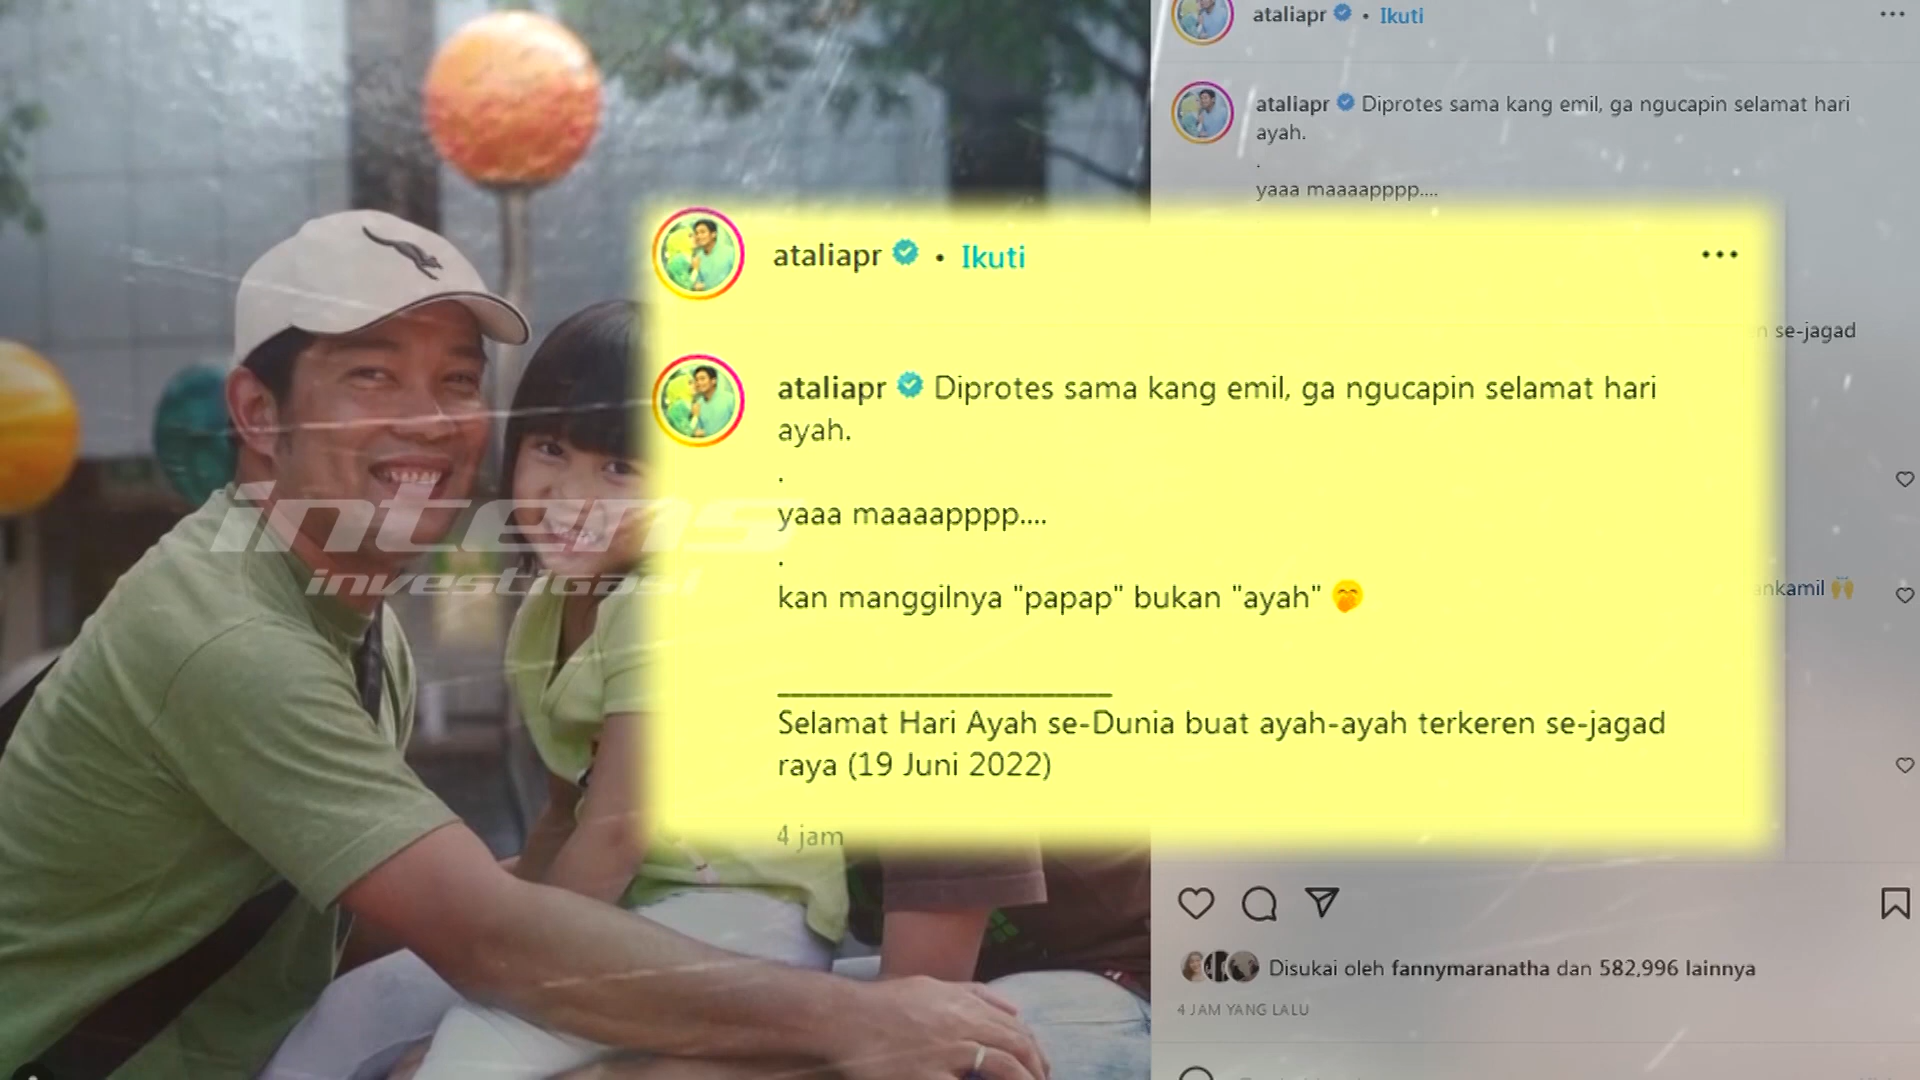 ataliapr • Ikuti
ataliapr Diprotes sama kang emil, ga ngucapin selamat hari
ayah.
.
yaaa maaaapppp....
se-jagad
ankamil 🙌
ataliapr • Ikuti
ataliapr Diprotes sama kang emil, ga ngucapin selamat hari
ayah.
.
yaaa maaaapppp....
.
kan manggilnya "papap" bukan "ayah" 🤭
________________________
Selamat Hari Ayah se-Dunia buat ayah-ayah terkeren se-jagad
raya (19 Juni 2022)
4 jam
intens
investigasi
Disukai oleh fannymaranatha dan 582,996 lainnya
4 JAM YANG LALU